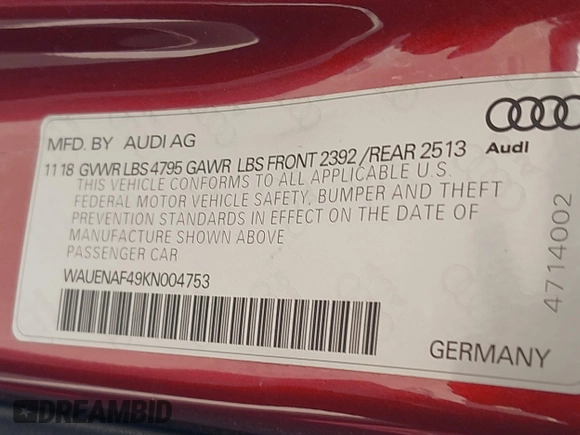 MFD. BY AUDI AG
11 18 GVWR LBS 4795 GAWR LBS FRONT 2392 /REAR 2513
THIS VEHICLE CONFORMS TO ALL APPLICABLE U.S.
FEDERAL MOTOR VEHICLE SAFETY, BUMPER AND THEFT
PREVENTION STANDARDS IN EFFECT ON THE DATE OF
MANUFACTURE SHOWN ABOVE
PASSENGER CAR
WAUENAF49KN004753
Audi
4714002
GERMANY
DREAMBID